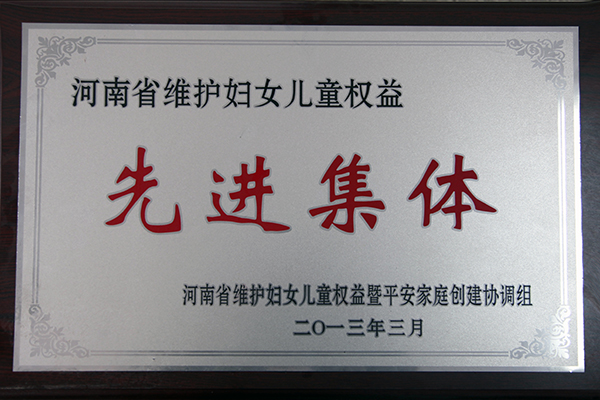 河南省维护妇女儿童权益
先进集体
河南省维护妇女儿童权益暨平安家庭创建协调组
二〇一三年三月